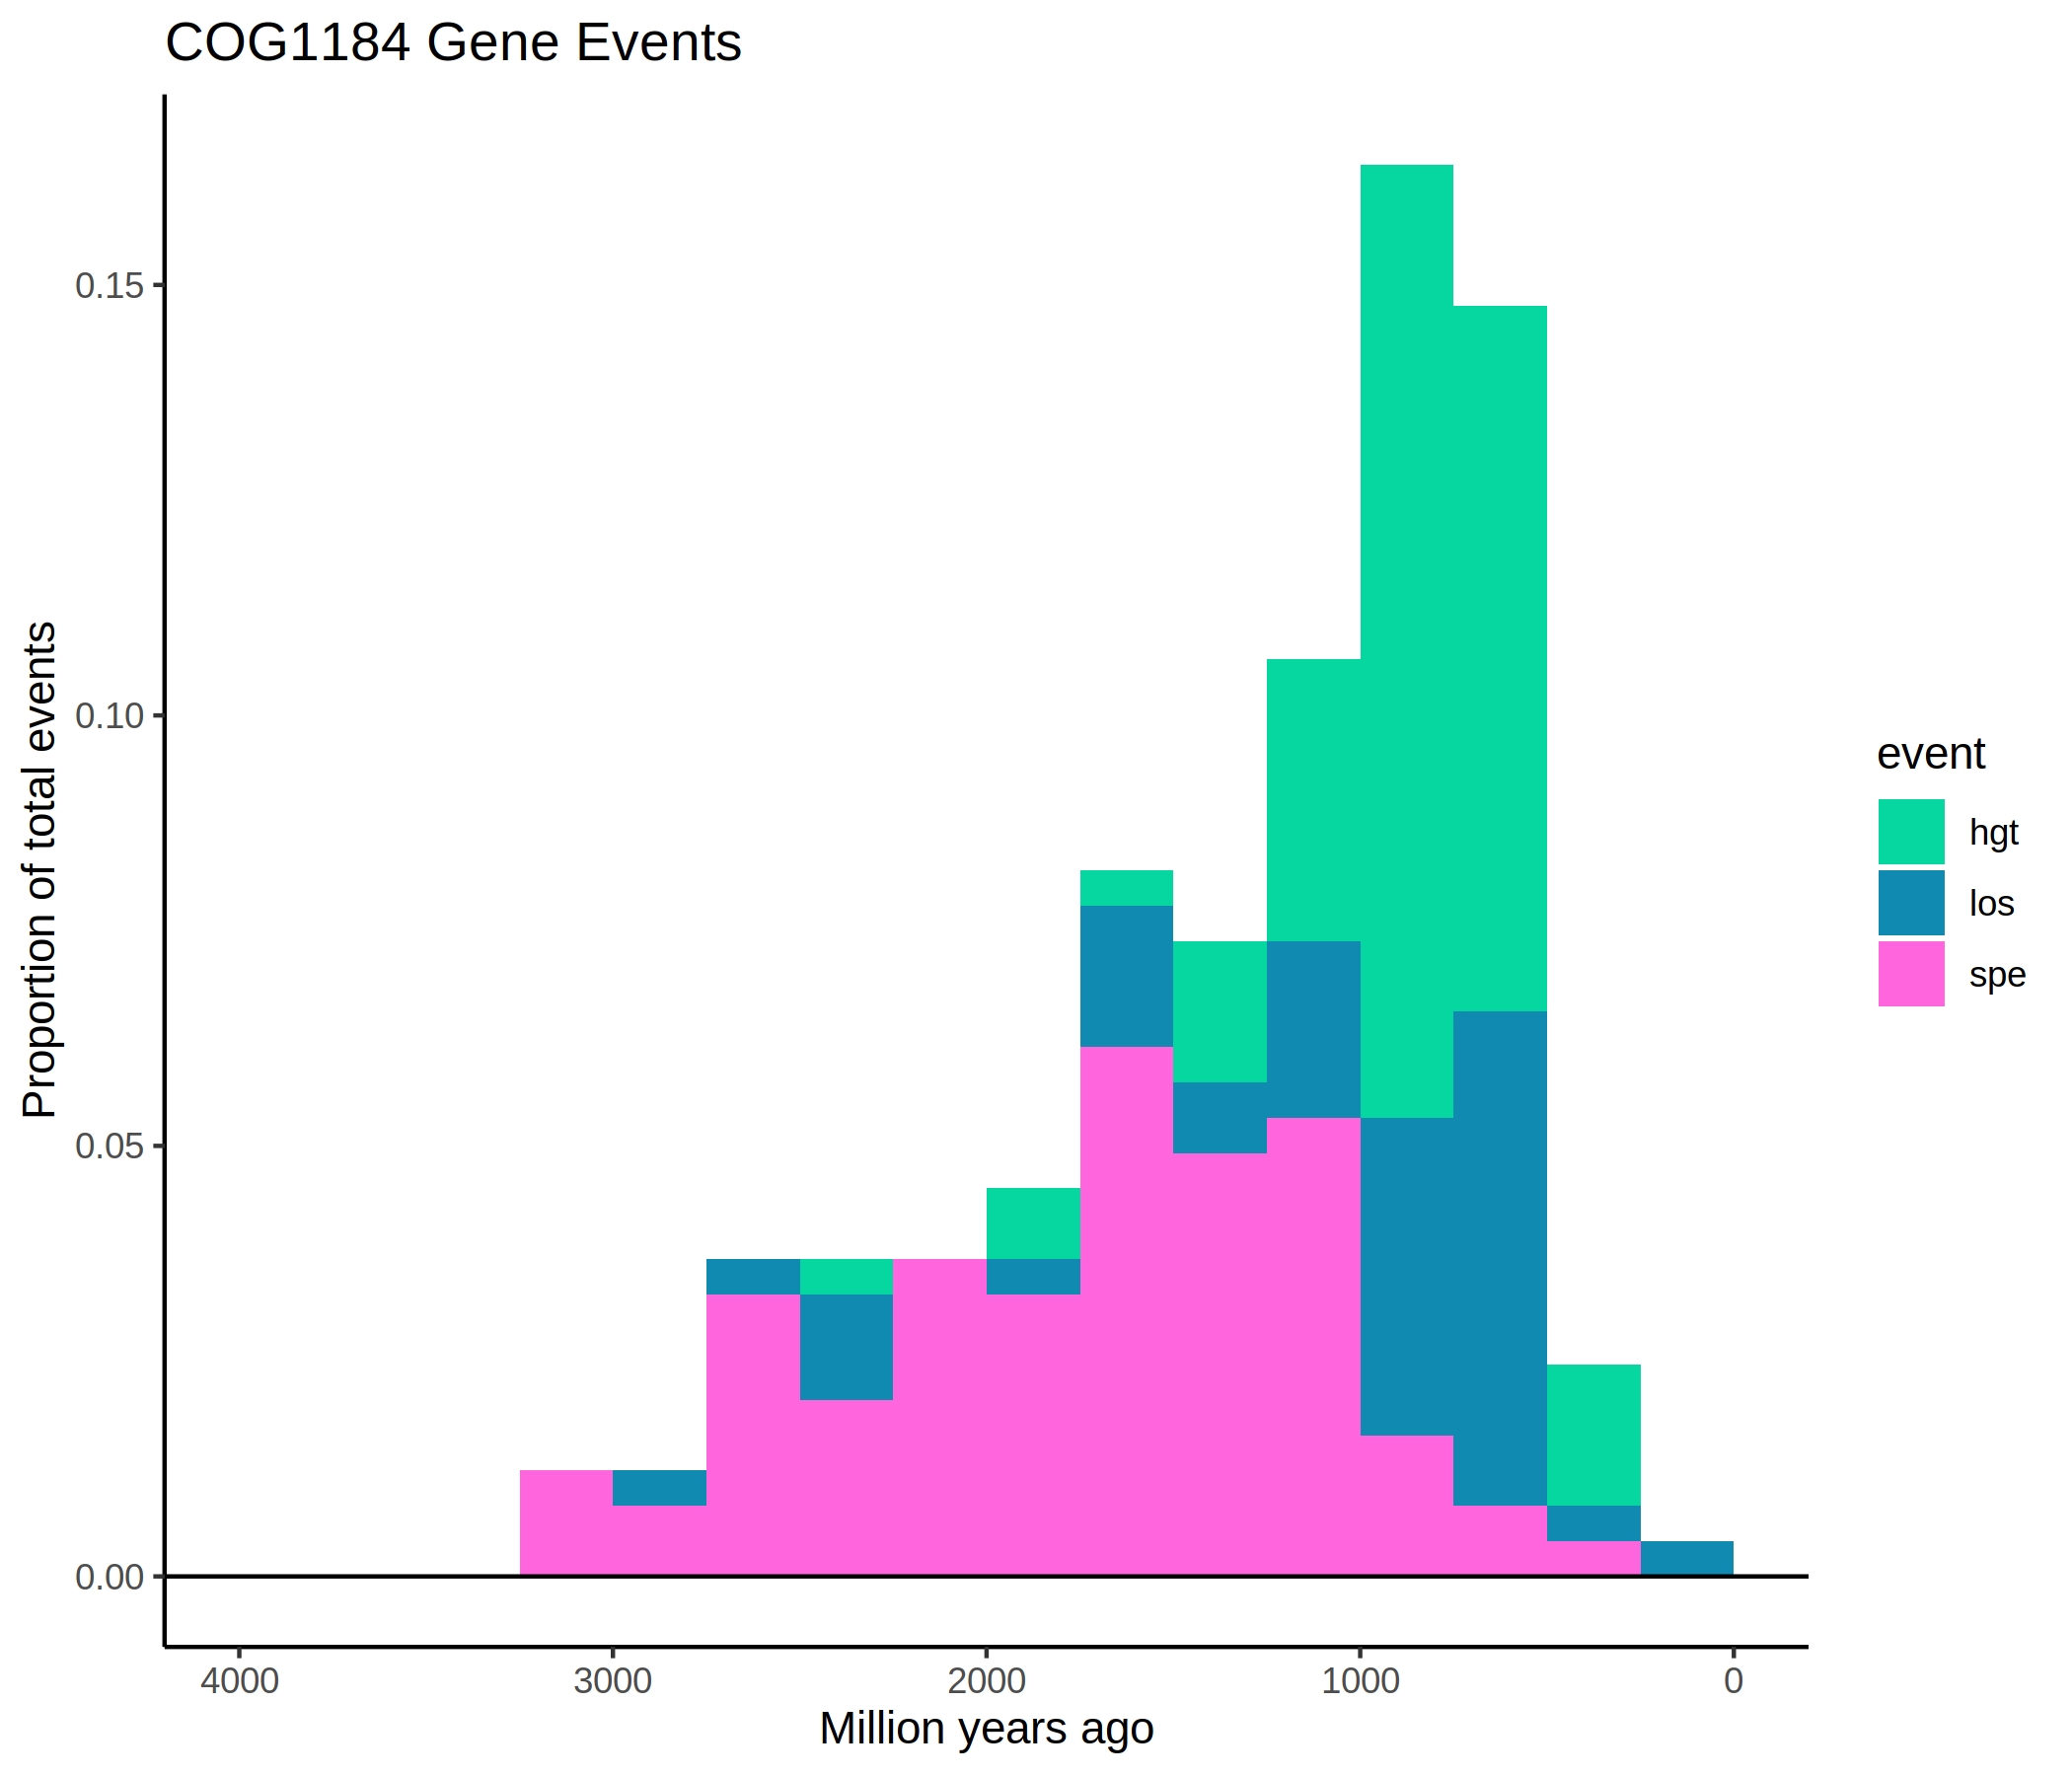 COG1184 Gene Events
Proportion of total events
0.15
0.10
0.05
0.00
4000 3000 2000 1000 0
Million years ago
event
hgt
los
spe